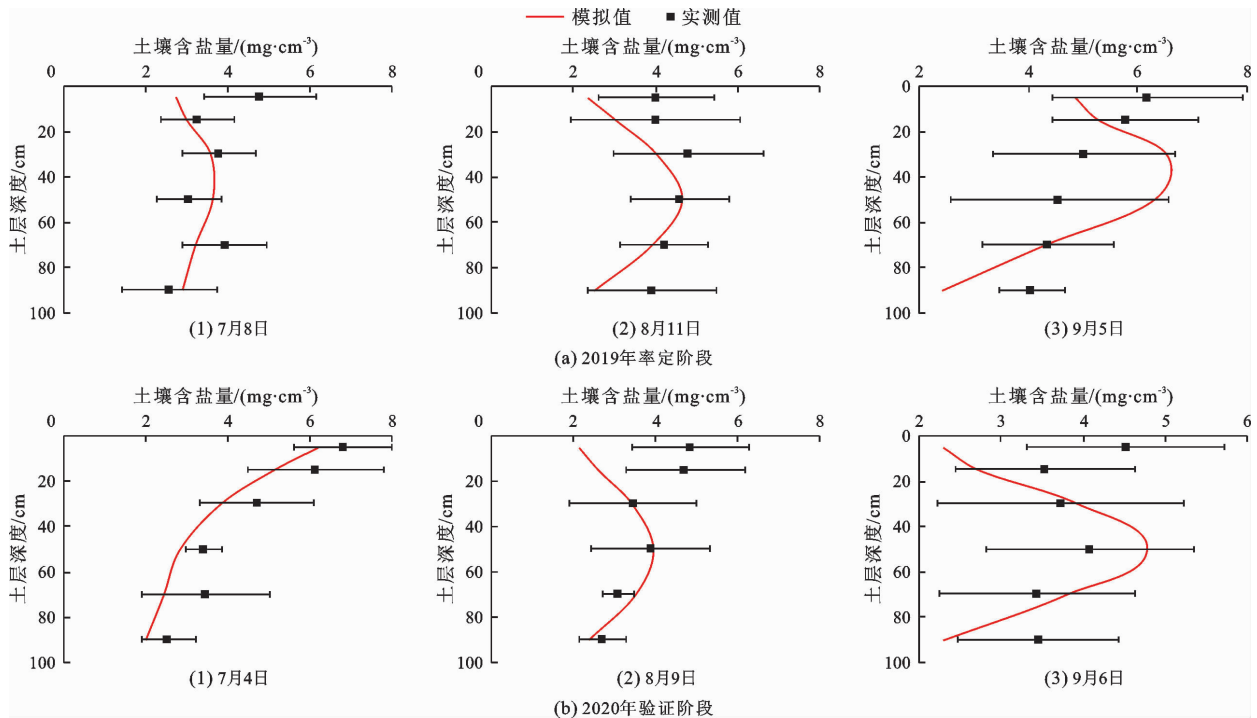 模拟值 实测值
土壤含盐量/(mg·cm⁻³) 土壤含盐量/(mg·cm⁻³) 土壤含盐量/(mg·cm⁻³)
0 2 4 6 8 0 2 4 6 8 2 4 6 8
0
20 20 20
40 40 40
60 60 60
80 80 80
100 100 100
土层深度/cm 土层深度/cm 土层深度/cm
(1) 7月8日 (2) 8月11日 (3) 9月5日
(a) 2019年率定阶段
土壤含盐量/(mg·cm⁻³) 土壤含盐量/(mg·cm⁻³) 土壤含盐量/(mg·cm⁻³)
0 2 4 6 8 0 2 4 6 8 2 3 4 5 6
0
20 20 20
40 40 40
60 60 60
80 80 80
100 100 100
土层深度/cm 土层深度/cm 土层深度/cm
(1) 7月4日 (2) 8月9日 (3) 9月6日
(b) 2020年验证阶段